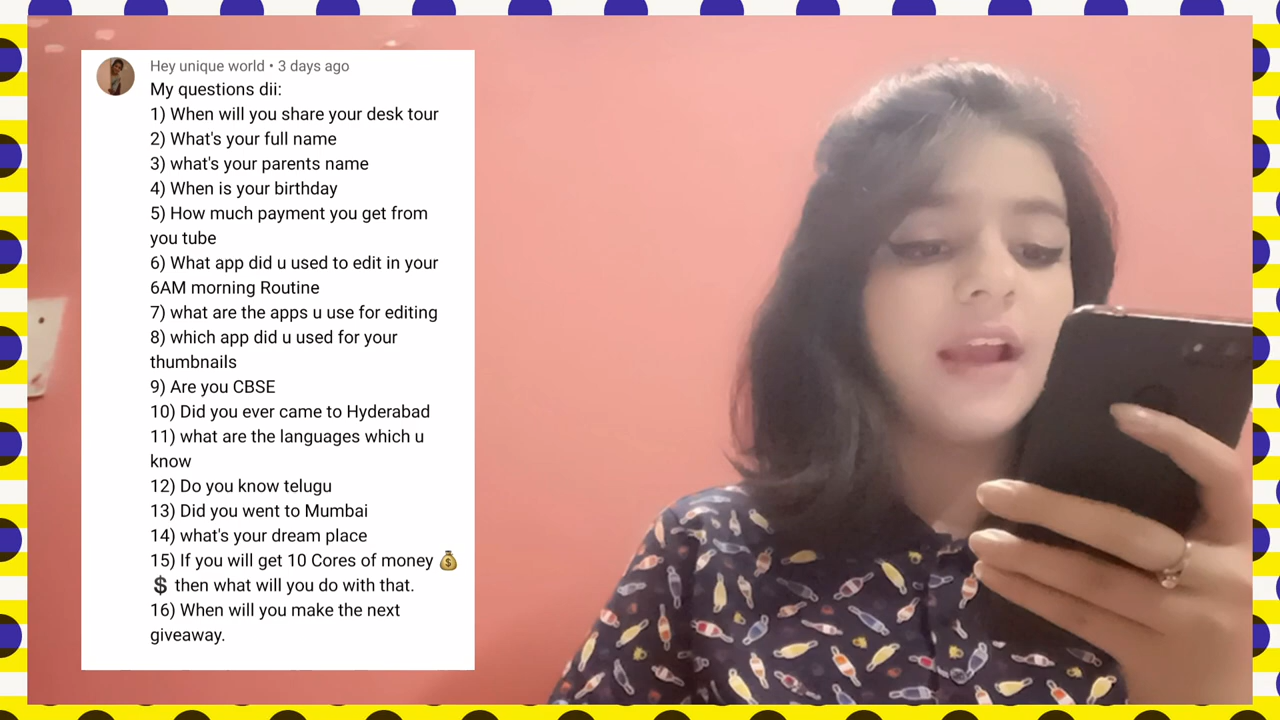 Hey unique world • 3 days ago
My questions dii:
1) When will you share your desk tour
2) What's your full name
3) what's your parents name
4) When is your birthday
5) How much payment you get from
you tube
6) What app did u used to edit in your
6AM morning Routine
7) what are the apps u use for editing
8) which app did u used for your
thumbnails
9) Are you CBSE
10) Did you ever came to Hyderabad
11) what are the languages which u
know
12) Do you know telugu
13) Did you went to Mumbai
14) what's your dream place
15) If you will get 10 Cores of money 💰
💲 then what will you do with that.
16) When will you make the next
giveaway.